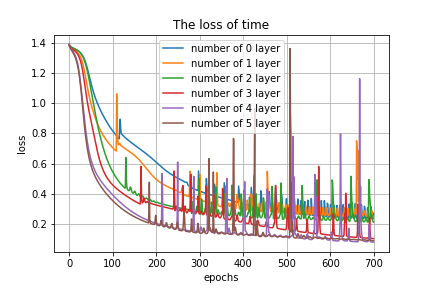 The loss of time
1.4
1.2
1.0
0.8
0.6
0.4
0.2
loss
number of 0 layer
number of 1 layer
number of 2 layer
number of 3 layer
number of 4 layer
number of 5 layer
0 100 200 300 400 500 600 700
epochs